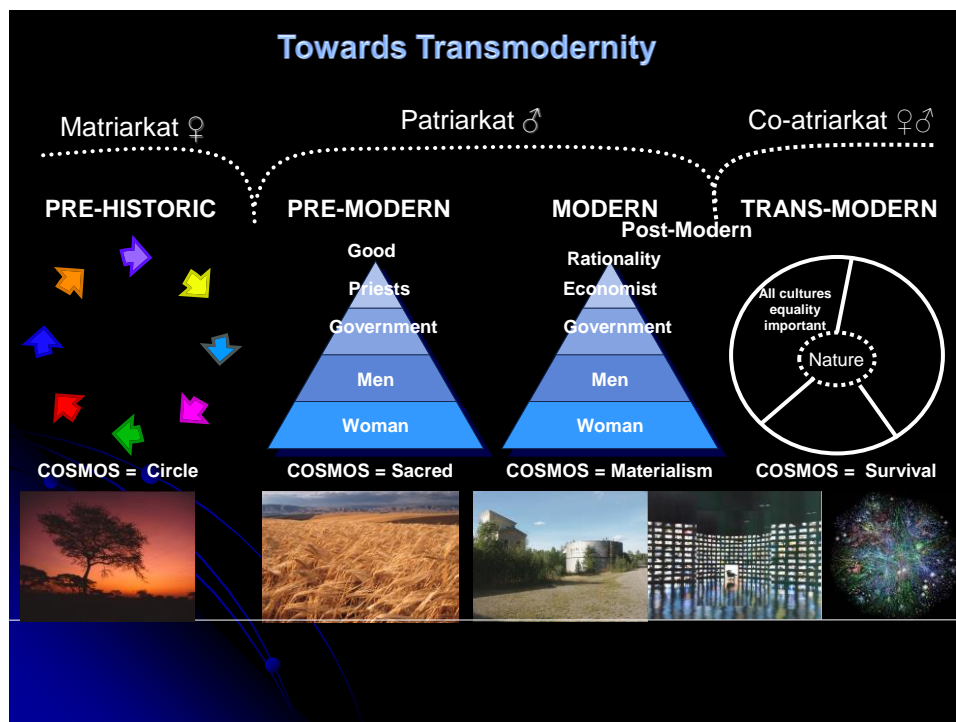 Towards Transmodernity
Matriarkat ♀
Patriarkat ♂
Co-atriarkat ♀♂
PRE-HISTORIC
PRE-MODERN
MODERN
TRANS-MODERN
Post-Modern
Good
Priests
Government
Men
Woman
Rationality
Economist
Government
Men
Woman
All cultures
equality
important
Nature
COSMOS = Circle
COSMOS = Sacred
COSMOS = Materialism
COSMOS = Survival